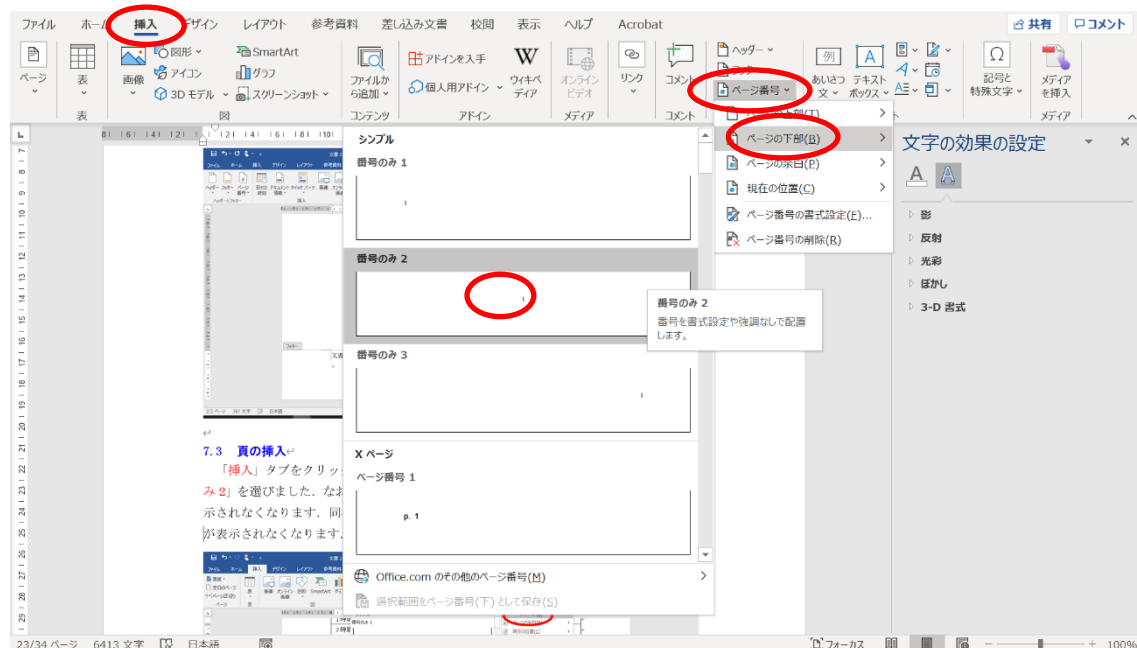 ファイル ホーム 挿入 デザイン レイアウト 参考資料 差し込み文書 校閲 表示 ヘルプ Acrobat 共有 コメント
ページ
表
画像
図形
アイコン
3D モデル
SmartArt
グラフ
スクリーンショット
ファイルか
ら追加
アドインを入手
個人用アドイン
ウィキペ
ディア
オンライン
ビデオ
リンク
コメント
ヘッダー
ページ番号
あいさつ
文
テキスト
ボックス
記号と
特殊文字
メディア
を挿入
表 図 コンテンツ アドイン メディア コメント メディア
ページの上部(T)
ページの下部(B)
ページの余白(P)
現在の位置(C)
ページ番号の書式設定(F)...
ページ番号の削除(R)
シンプル
番号のみ 1
1
番号のみ 2
1
番号のみ 2
番号を書式設定や強調なしで配置
します。
番号のみ 3
1
X ページ
ページ番号 1
p. 1
Office.com のその他のページ番号(M)
選択範囲をページ番号(下) として保存(S)
文字の効果の設定
影
反射
光彩
ぼかし
3-D 書式
7.3 頁の挿入
「挿入」タブをクリッ
み 2」を選びました．なお
示されなくなります．同
が表示されなくなります．
23/34 ページ 6413 文字 日本語 フォーカス 100%